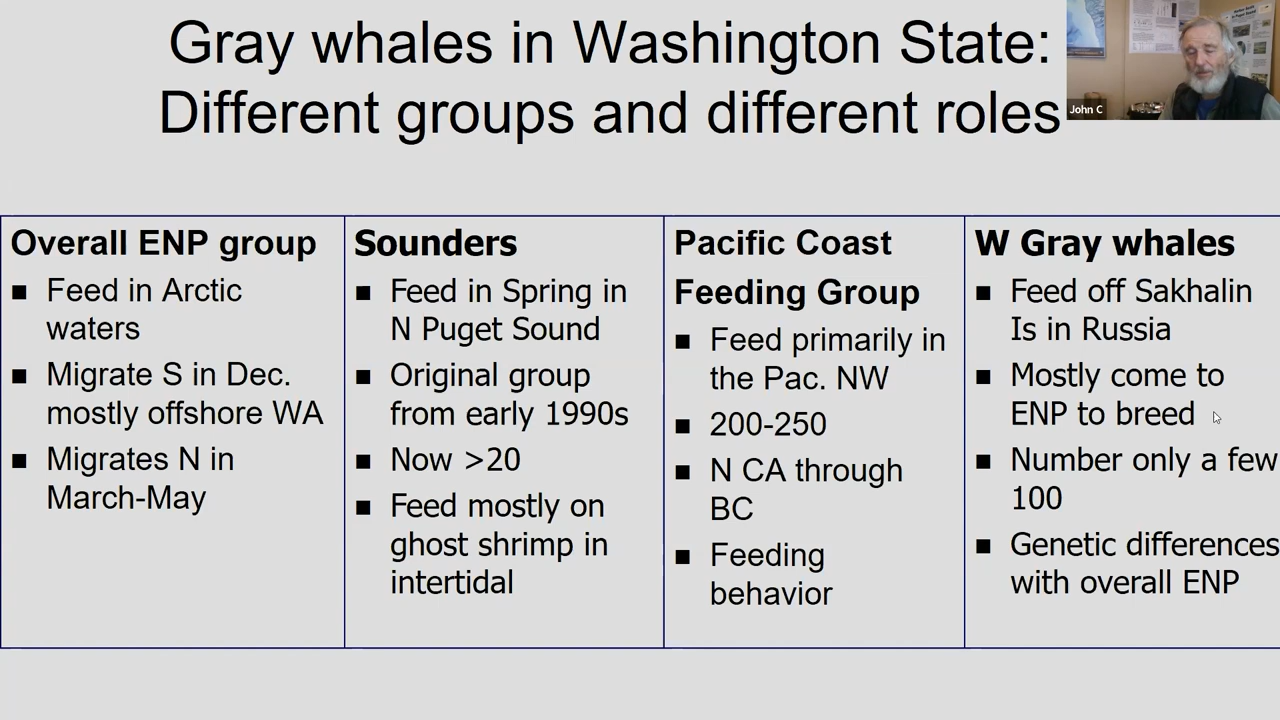 Gray whales in Washington State:
Different groups and different roles
John C
Overall ENP group
■ Feed in Arctic
waters
■ Migrate S in Dec.
mostly offshore WA
■ Migrates N in
March-May
Sounders
■ Feed in Spring in
N Puget Sound
■ Original group
from early 1990s
■ Now >20
■ Feed mostly on
ghost shrimp in
intertidal
Pacific Coast
Feeding Group
■ Feed primarily in
the Pac. NW
■ 200-250
■ N CA through
BC
■ Feeding
behavior
W Gray whales
■ Feed off Sakhalin
Is in Russia
■ Mostly come to
ENP to breed
■ Number only a few
100
■ Genetic differences
with overall ENP